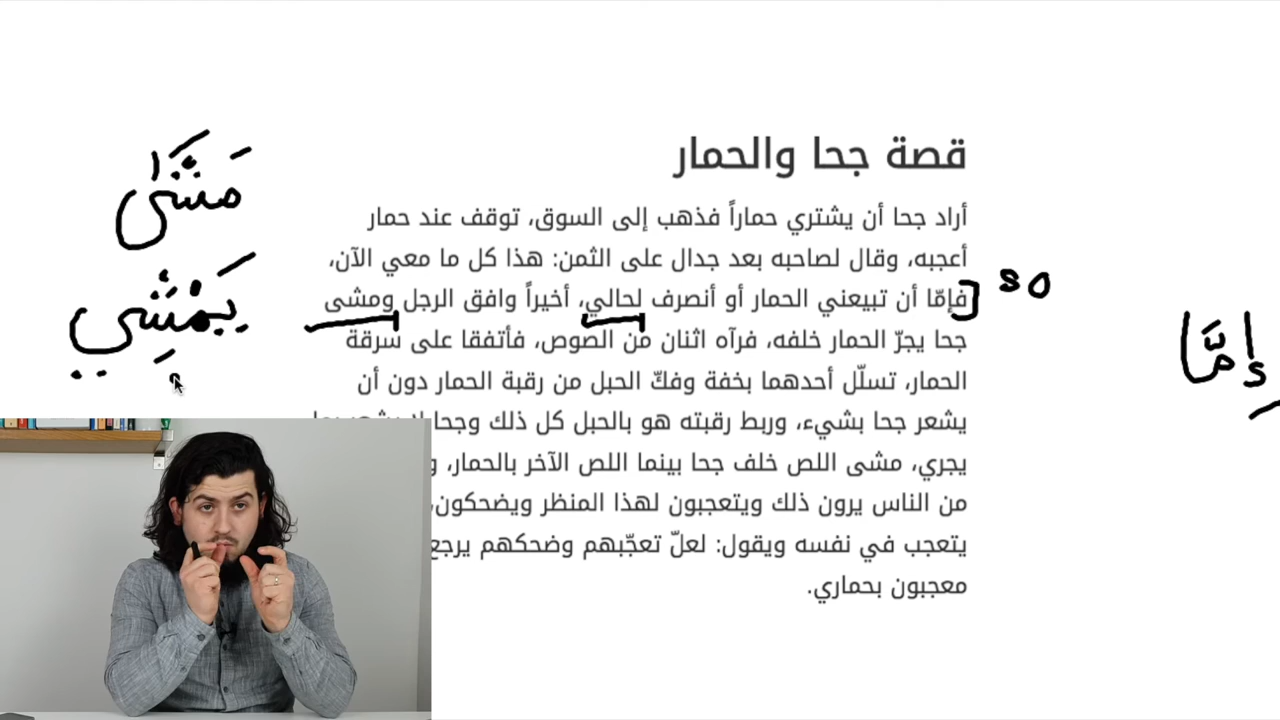 قصة جحا والحمار
أراد جحا أن يشتري حماراً فذهب إلى السوق، توقف عند حمار
أعجبه، وقال لصاحبه بعد جدال على الثمن: هذا كل ما معي الآن،
فإمّا أن تبيعني الحمار أو أنصرف لحالي، أخيراً وافق الرجل ومشى
جحا يجرّ الحمار خلفه، فرآه اثنان من الصوص، فأتفقا على سرقة
الحمار، تسلّل أحدهما بخفة وفكّ الحبل من رقبة الحمار دون أن
يشعر جحا بشيء، وربط رقبته هو بالحبل كل ذلك وجحا
يجري، مشى اللص خلف جحا بينما اللص الآخر بالحمار،
من الناس يرون ذلك ويتعجبون لهذا المنظر ويضحكون،
يتعجب في نفسه ويقول: لعلّ تعجّبهم وضحكهم
معجبون بحماري.
so
إِمَّا
مَشَى
يَمْشِي